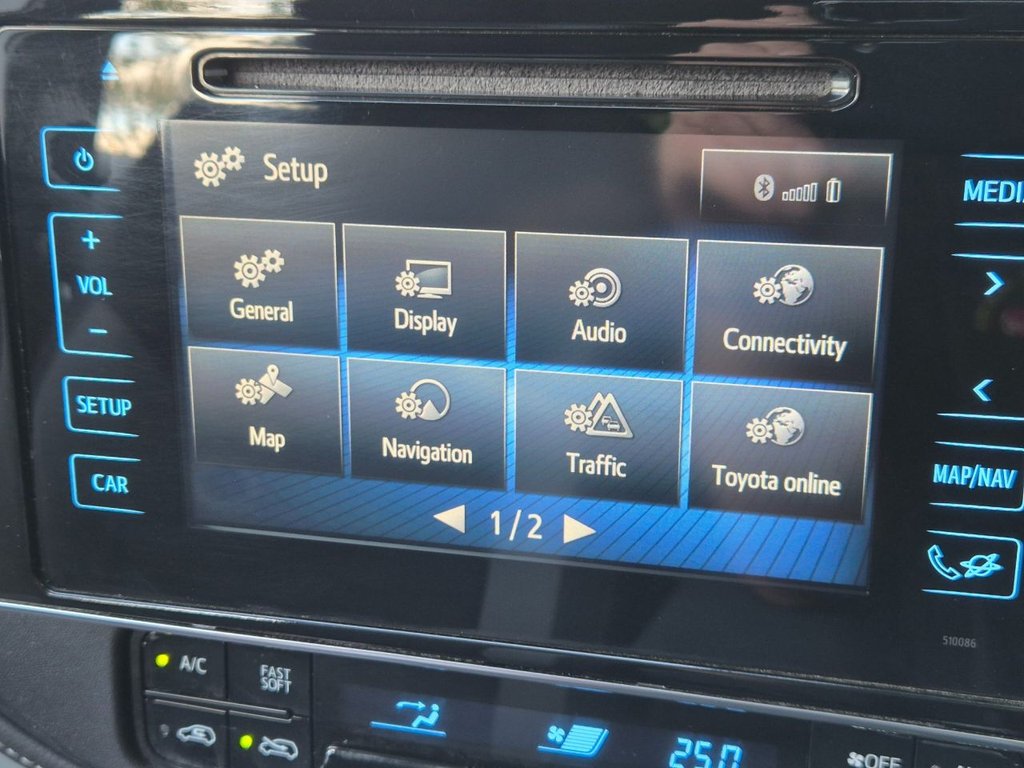 Setup
MEDI
+
VOL
−
General
Display
Audio
Connectivity
SETUP
Map
Navigation
Traffic
Toyota online
CAR
MAP/NAV
1/2
510086
A/C
FAST
SOFT
25.0
OFF